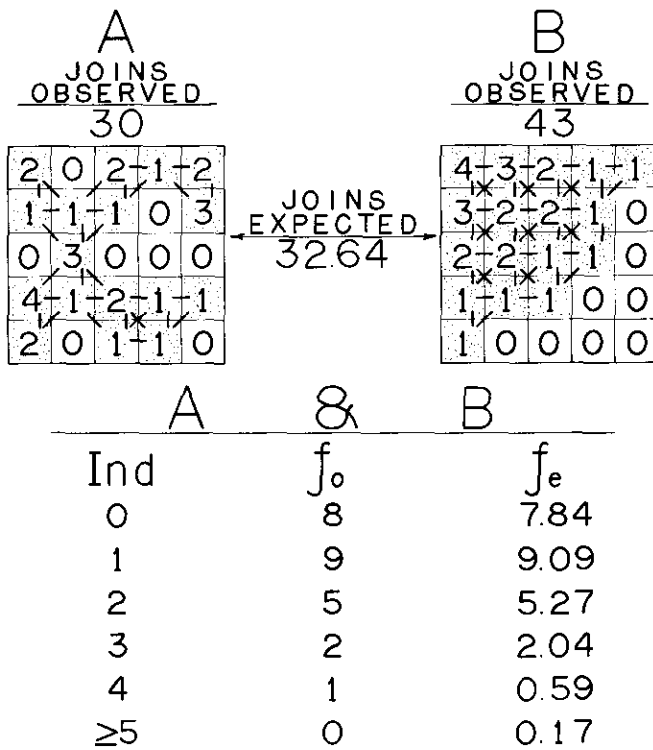 A B
JOINS OBSERVED JOINS OBSERVED
30 43
2 0 2-1-2
1-1-1 0 3
0 3 0 0 0
4-1-2-1-1
2 0 1-1 0
JOINS
EXPECTED
32.64
4-3-2-1-1
3-2-2-1 0
2-2-1-1 0
1-1-1 0 0
1 0 0 0 0
A & B
Ind fo fe
0 8 7.84
1 9 9.09
2 5 5.27
3 2 2.04
4 1 0.59
≥5 0 0.17